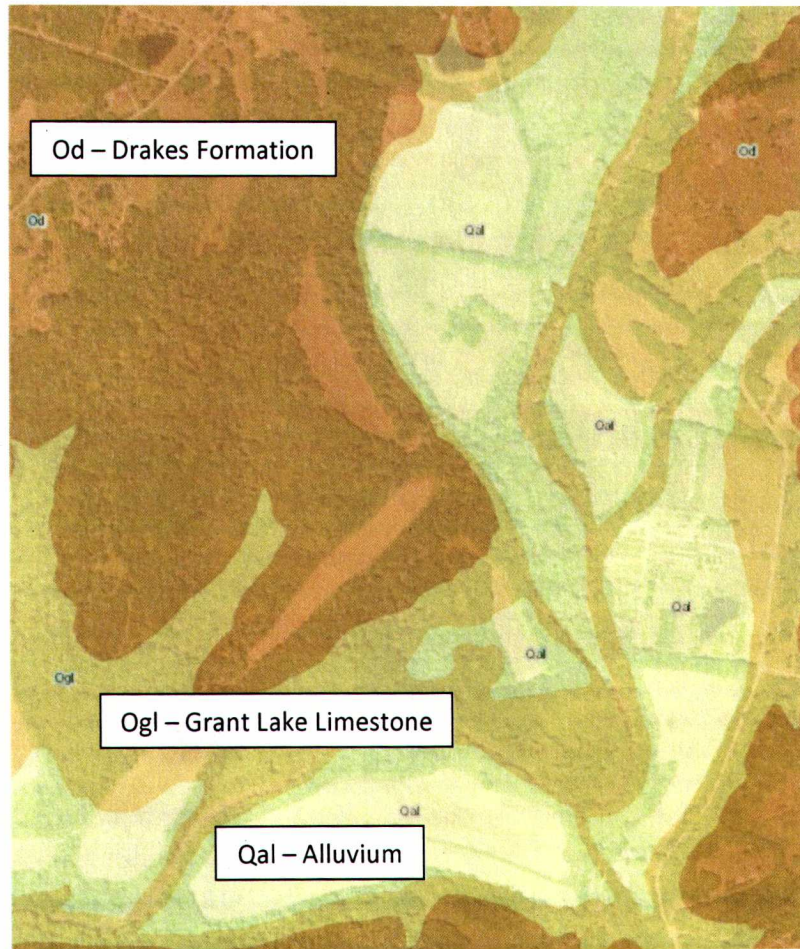 Od – Drakes Formation
Od
Od
Qal
Qal
Qal
Qal
Ogl
Ogl – Grant Lake Limestone
Qal
Qal – Alluvium